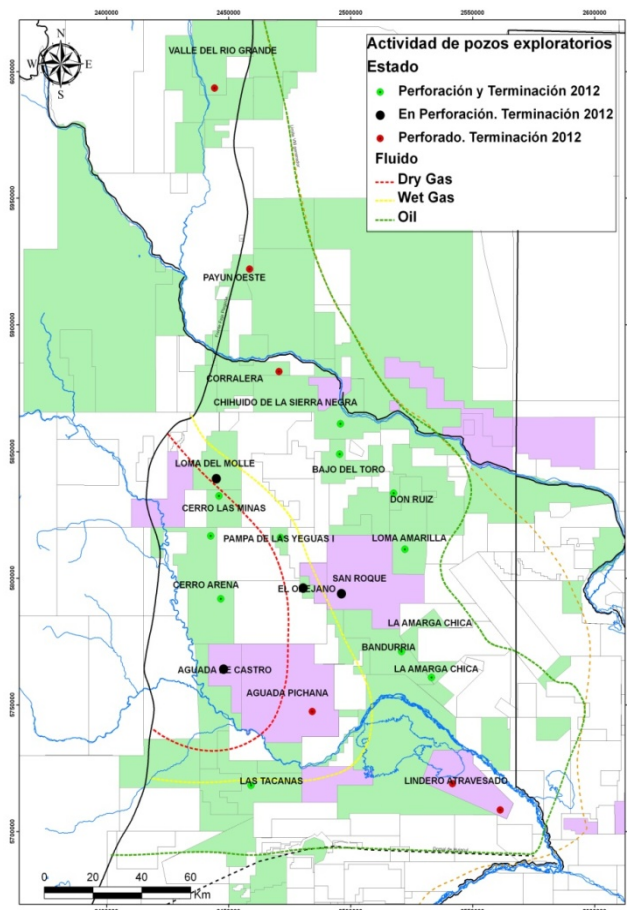 2400000 2450000 2500000 2550000 2600000
Actividad de pozos exploratorios
Estado
Perforación y Terminación 2012
En Perforación. Terminación 2012
Perforado. Terminación 2012
Fluido
Dry Gas
Wet Gas
Oil
N
W E
S
VALLE DEL RIO GRANDE
PAYUN OESTE
CORRALERA
CHIHUIDO DE LA SIERRA NEGRA
LOMA DEL MOLLE
BAJO DEL TORO
CERRO LAS MINAS
DON RUIZ
PAMPA DE LAS YEGUAS I
LOMA AMARILLA
CERRO ARENA
SAN ROQUE
LA AMARGA CHICA
BANDURRIA
AGUADA DE CASTRO
LA AMARGA CHICA
AGUADA PICHANA
LAS TACANAS
LINDERO ATRAVESADO
0 20 40 60 80
Km